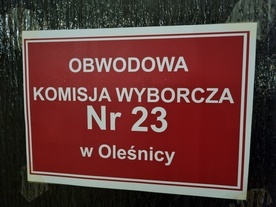 OBWODOWA
KOMISJA WYBORCZA
Nr 23
w Oleśnicy